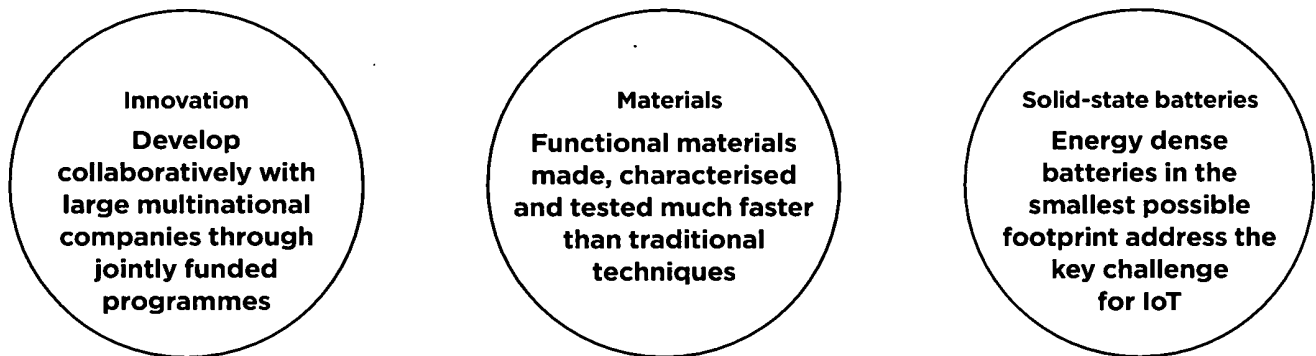 Innovation
Develop
collaboratively with
large multinational
companies through
jointly funded
programmes
Materials
Functional materials
made, characterised
and tested much faster
than traditional
techniques
Solid-state batteries
Energy dense
batteries in the
smallest possible
footprint address the
key challenge
for IoT